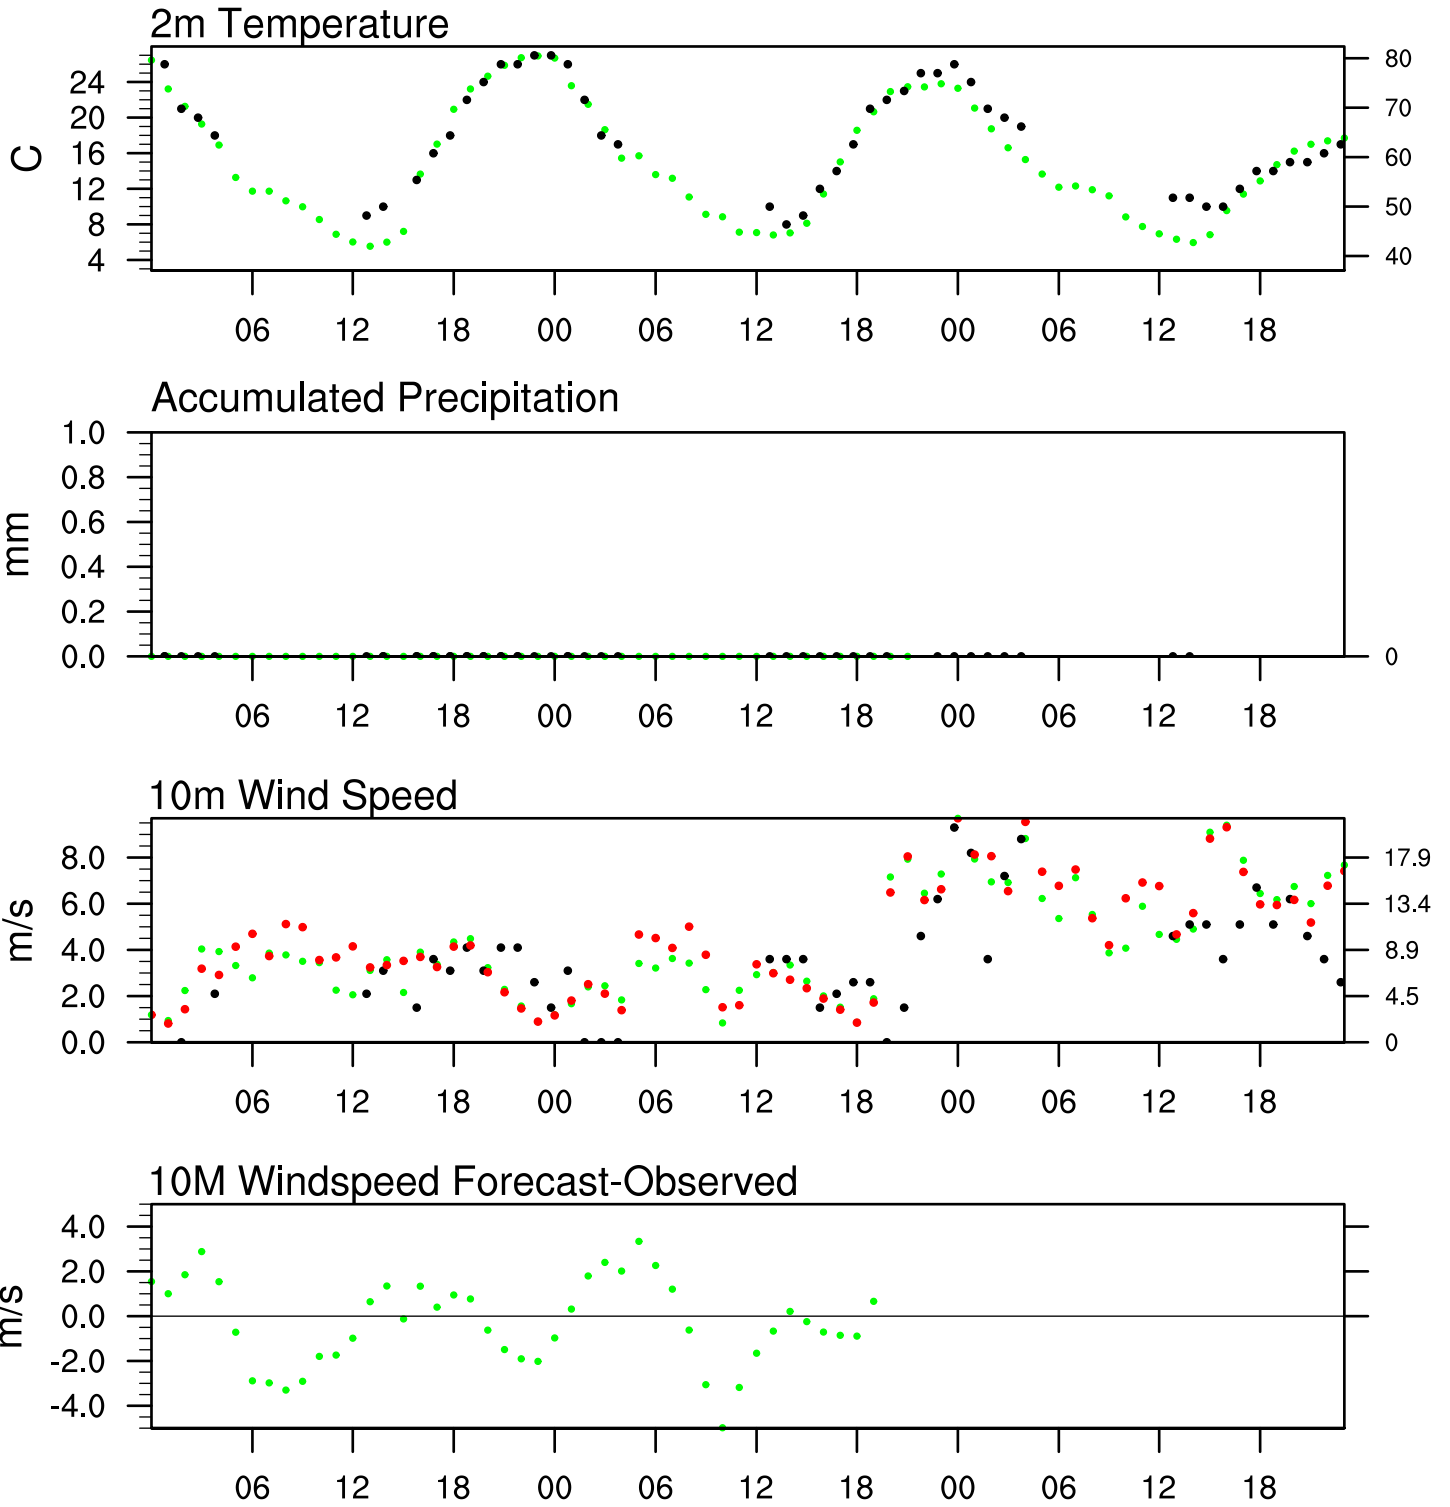 2m Temperature
24
20
16
12
8
4
C
80
70
60
50
40
06 12 18 00 06 12 18 00 06 12 18
Accumulated Precipitation
1.0
0.8
0.6
0.4
0.2
0.0
mm
0
06 12 18 00 06 12 18 00 06 12 18
10m Wind Speed
8.0
6.0
4.0
2.0
0.0
m/s
17.9
13.4
8.9
4.5
0
06 12 18 00 06 12 18 00 06 12 18
10M Windspeed Forecast-Observed
4.0
2.0
0.0
-2.0
-4.0
m/s
06 12 18 00 06 12 18 00 06 12 18